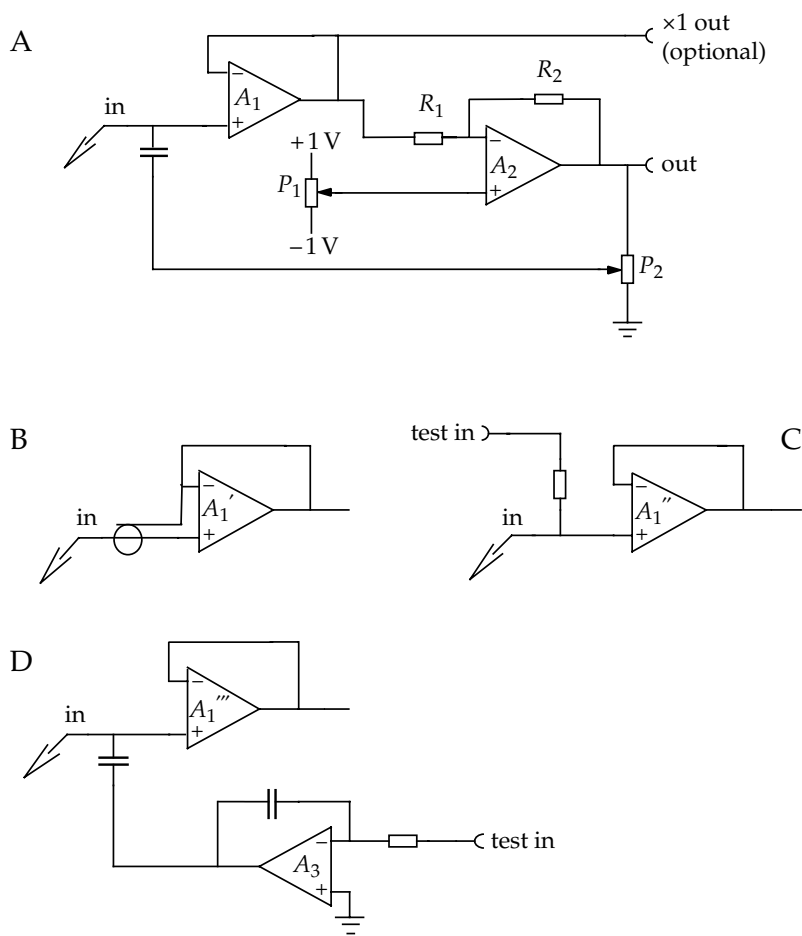 A
×1 out
(optional)
−
A1
+
in
R1
R2
+1 V
P1
−1 V
−
A2
+
out
P2
B
in
−
A1′
+
test in
C
in
−
A1″
+
D
in
−
A1‴
+
−
A3
+
test in